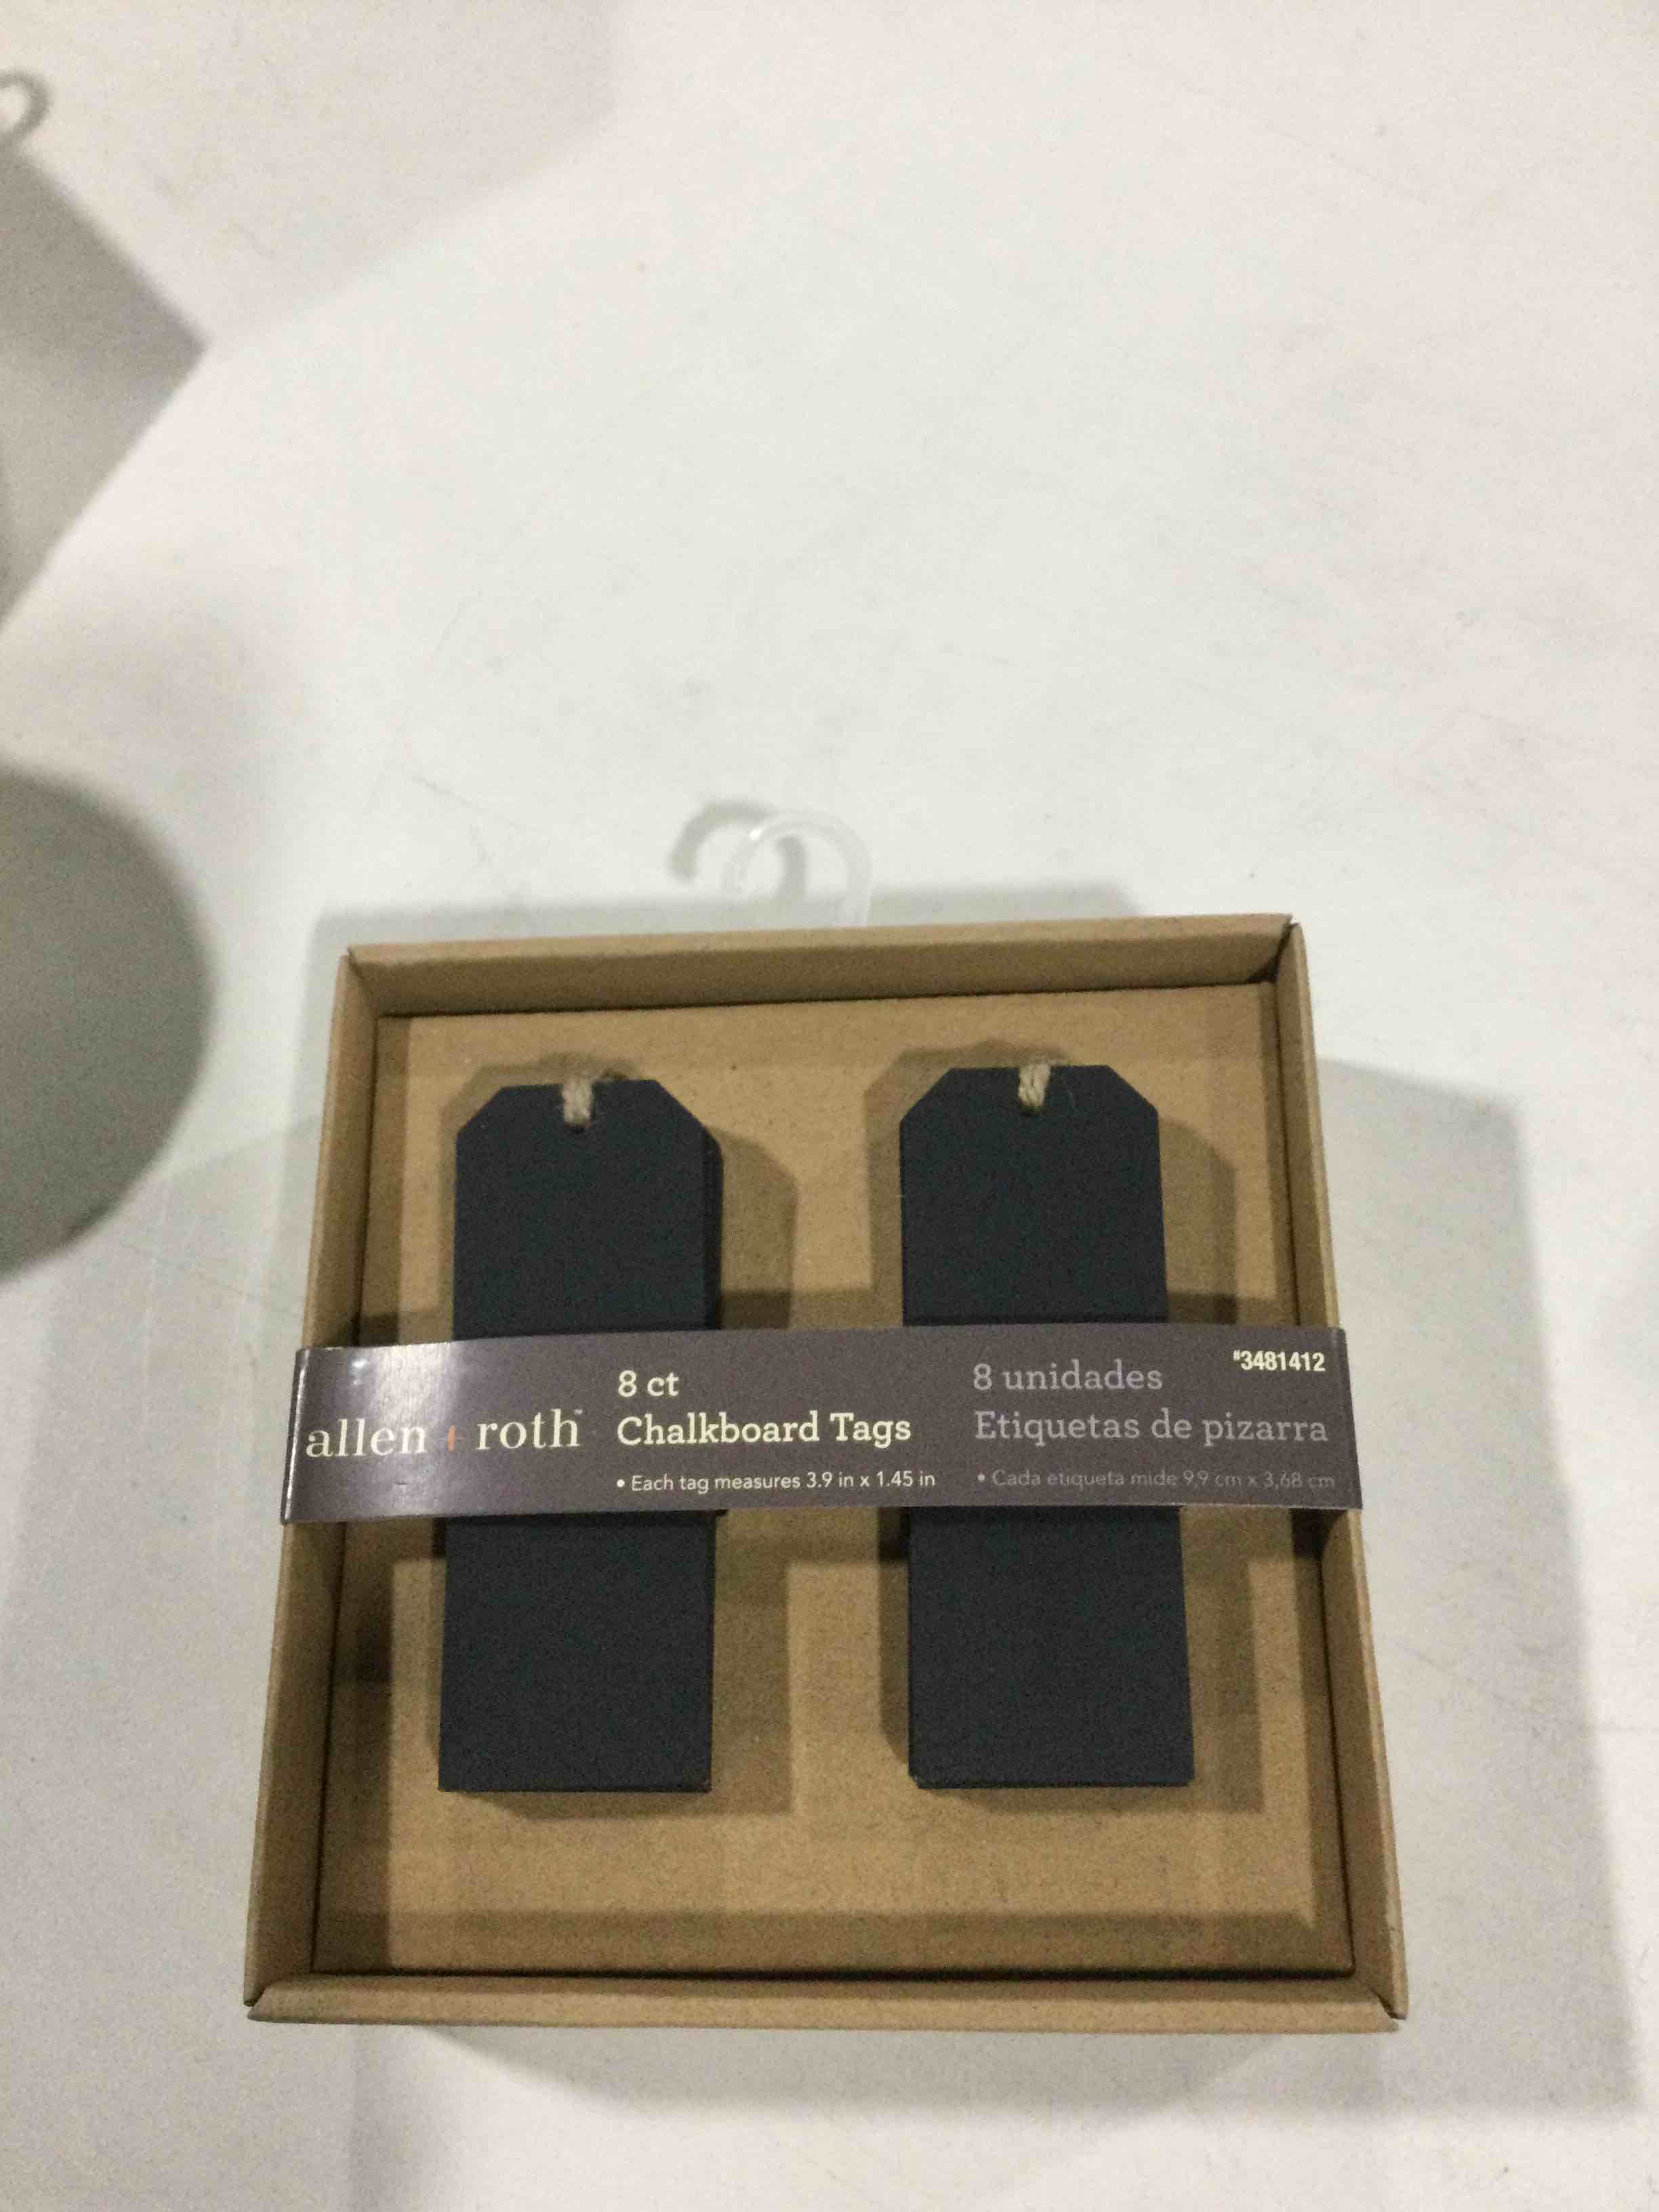 allen + roth™
8 ct
Chalkboard Tags
• Each tag measures 3.9 in x 1.45 in
#3481412
8 unidades
Etiquetas de pizarra
• Cada etiqueta mide 9,9 cm x 3,68 cm